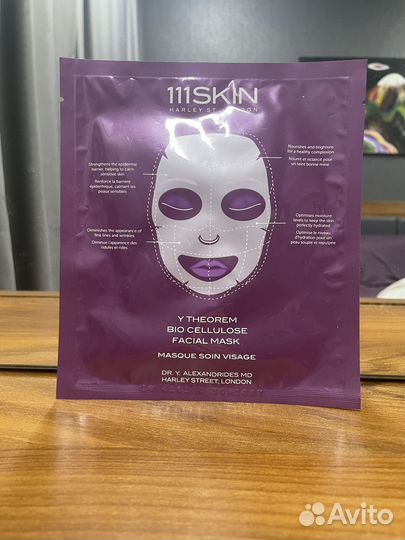 111SKIN
HARLEY ST. LONDON
Strengthens the epidermal
barrier, helping to calm
sensitive skin
Renforce la barrière
épidermique, calmant les
peaux sensibles
Nourishes and brightens
for a healthy complexion
Nourrit et éclaircit pour
un teint bonne mine
Diminishes the appearance of
fine lines and wrinkles
Diminue l'apparence des
ridules et rides
Optimises moisture
levels to keep the skin
perfectly hydrated
Optimise le niveau
d'hydration pour un
peau souple et repulpée
Y THEOREM
BIO CELLULOSE
FACIAL MASK
MASQUE SOIN VISAGE
DR. Y. ALEXANDRIDES MD
HARLEY STREET, LONDON
Avito